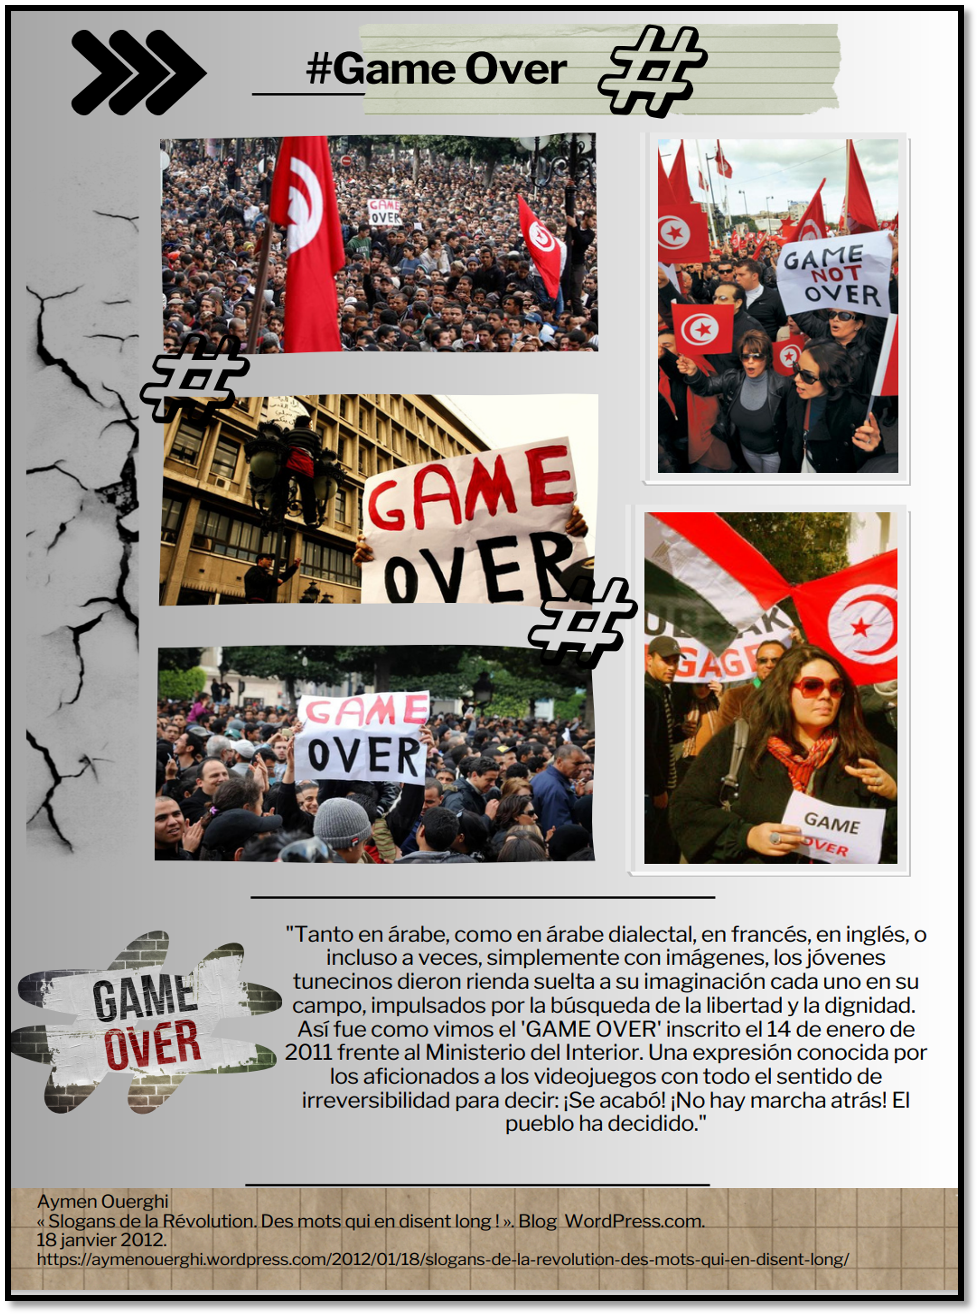 #Game Over
GAME
OVER
GAME
NOT
OVER
GAME
OVER
GAGE
GAME
OVER
GAME
OVER
GAME
OVER
"Tanto en árabe, como en árabe dialectal, en francés, en inglés, o
incluso a veces, simplemente con imágenes, los jóvenes
tunecinos dieron rienda suelta a su imaginación cada uno en su
campo, impulsados por la búsqueda de la libertad y la dignidad.
Así fue como vimos el 'GAME OVER' inscrito el 14 de enero de
2011 frente al Ministerio del Interior. Una expresión conocida por
los aficionados a los videojuegos con todo el sentido de
irreversibilidad para decir: ¡Se acabó! ¡No hay marcha atrás! El
pueblo ha decidido."
Aymen Ouerghi
« Slogans de la Révolution. Des mots qui en disent long ! ». Blog WordPress.com.
18 janvier 2012.
https://aymenouerghi.wordpress.com/2012/01/18/slogans-de-la-revolution-des-mots-qui-en-disent-long/